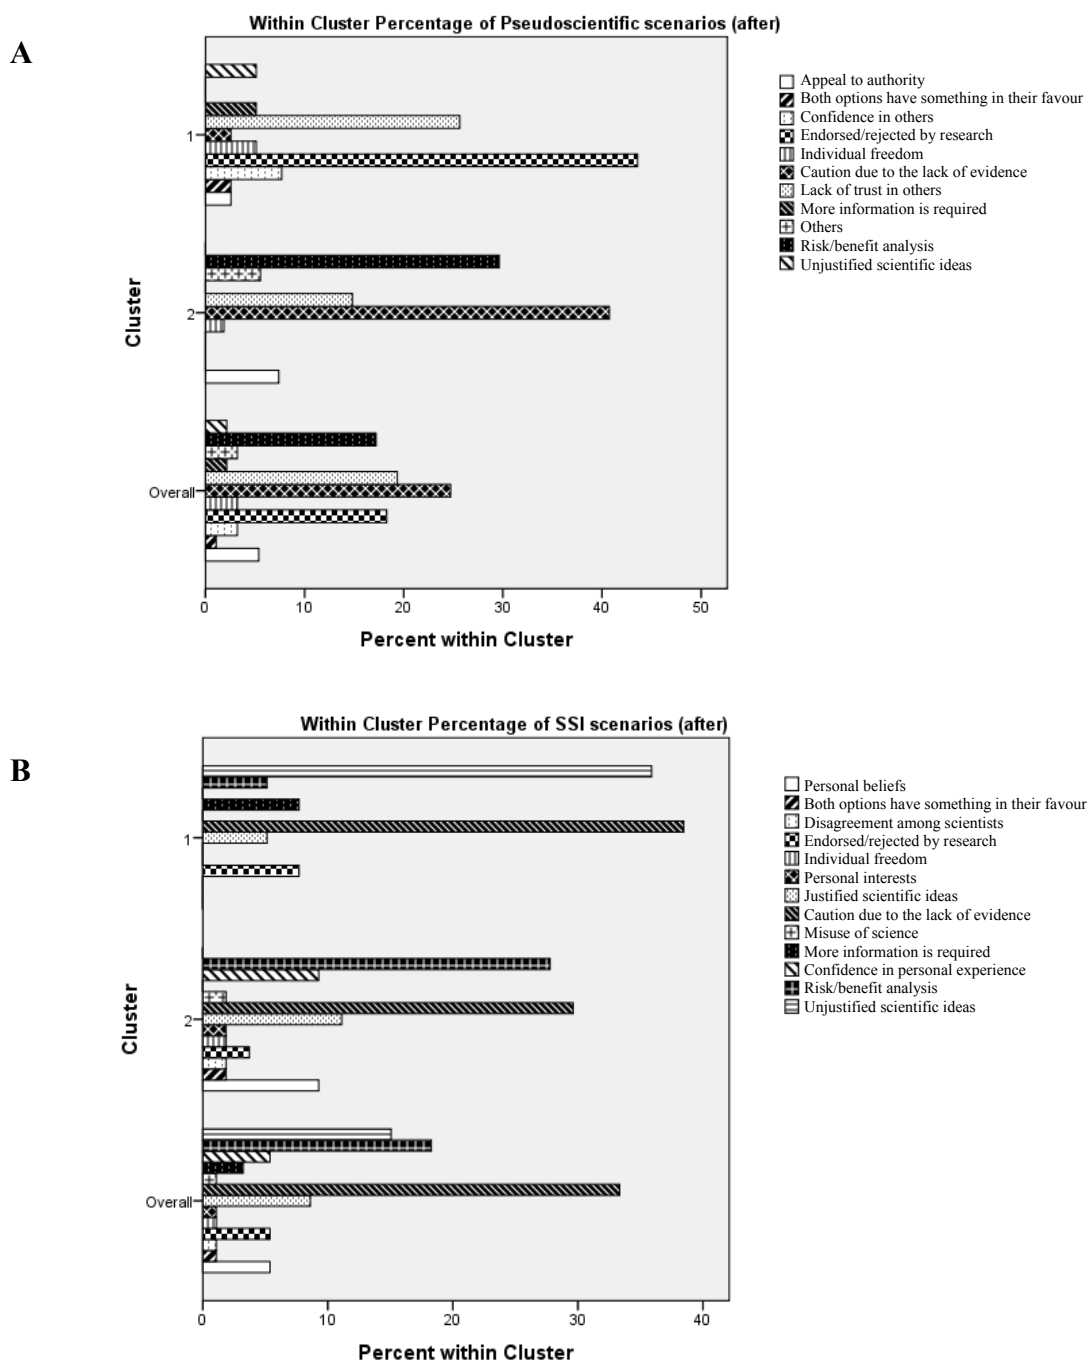 A
Within Cluster Percentage of Pseudoscientific scenarios (after)
Appeal to authority
Both options have something in their favour
Confidence in others
Endorsed/rejected by research
Individual freedom
Caution due to the lack of evidence
Lack of trust in others
More information is required
Others
Risk/benefit analysis
Unjustified scientific ideas
Cluster
1
2
Overall
0 10 20 30 40 50
Percent within Cluster
B
Within Cluster Percentage of SSI scenarios (after)
Personal beliefs
Both options have something in their favour
Disagreement among scientists
Endorsed/rejected by research
Individual freedom
Personal interests
Justified scientific ideas
Caution due to the lack of evidence
Misuse of science
More information is required
Confidence in personal experience
Risk/benefit analysis
Unjustified scientific ideas
Cluster
1
2
Overall
0 10 20 30 40
Percent within Cluster